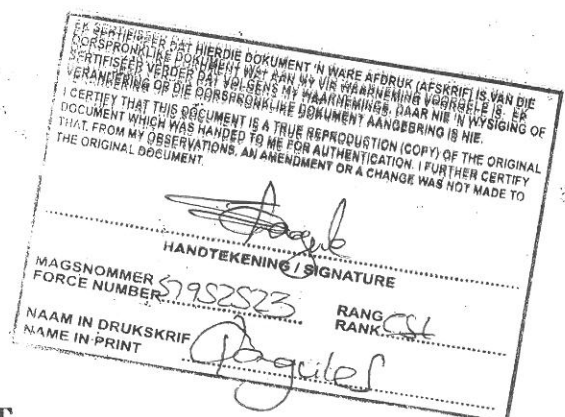 EK SERTIFISEER DAT HIERDIE DOKUMENT 'N WARE AFDRUK (AFSKRIF) IS VAN DIE
OORSPRONKLIKE DOKUMENT WAT AAN MY VIR WAARNEMING VOORGELÊ IS. EK
SERTIFISEER VERDER DAT VOLGENS MY WAARNEMINGE, DAAR NIE 'N WYSIGING OF
VERANDERING OP DIE OORSPRONKLIKE DOKUMENT AANGEBRING IS NIE.
I CERTIFY THAT THIS DOCUMENT IS A TRUE REPRODUCTION (COPY) OF THE ORIGINAL
DOCUMENT WHICH WAS HANDED TO ME FOR AUTHENTICATION. I FURTHER CERTIFY
THAT, FROM MY OBSERVATIONS, AN AMENDMENT OR A CHANGE WAS NOT MADE TO
THE ORIGINAL DOCUMENT.
HANDTEKENING / SIGNATURE
MAGSNOMMER
FORCE NUMBER 57952523
RANG
RANK CST
NAAM IN DRUKSKRIF
NAME IN PRINT